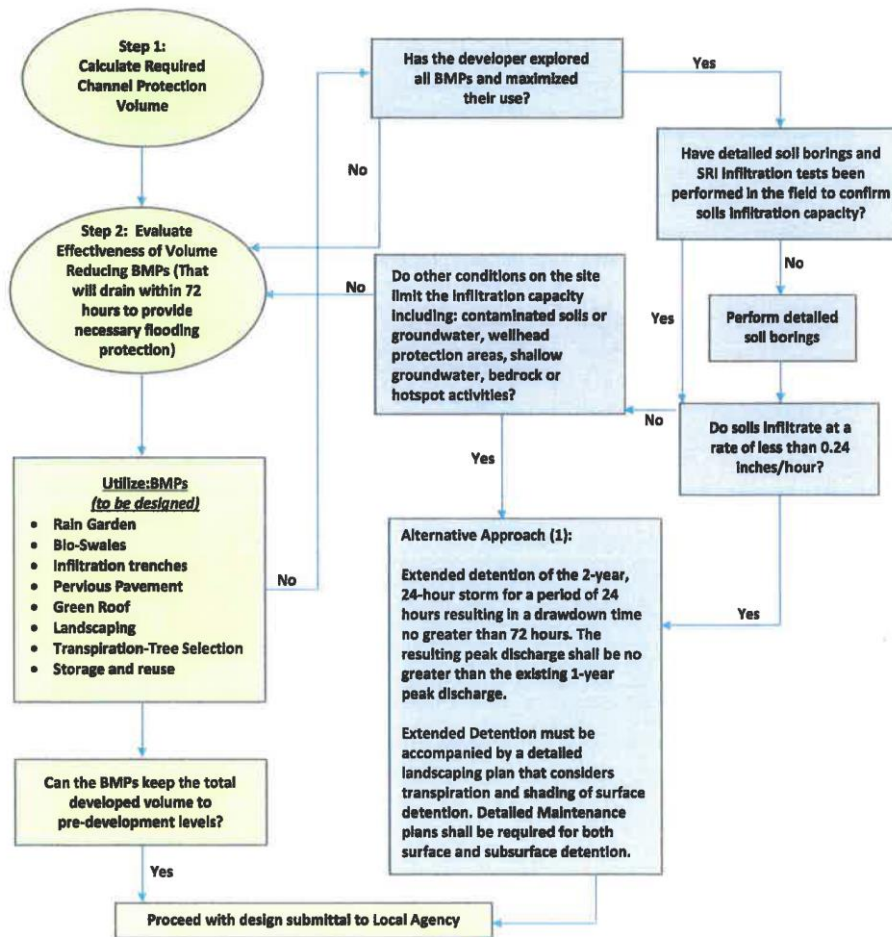 Step 1:
Calculate Required
Channel Protection
Volume
Step 2: Evaluate
Effectiveness of Volume
Reducing BMPs (That
will drain within 72
hours to provide
necessary flooding
protection)
Utilize:BMPs
(to be designed)
• Rain Garden
• Bio-Swales
• Infiltration trenches
• Pervious Pavement
• Green Roof
• Landscaping
• Transpiration-Tree Selection
• Storage and reuse
No
Can the BMPs keep the total
developed volume to
pre-development levels?
Yes
Proceed with design submittal to Local Agency
Has the developer explored
all BMPs and maximized
their use?
Yes
No
Have detailed soil borings and
SRI infiltration tests been
performed in the field to confirm
soils infiltration capacity?
No
Yes
Perform detailed
soil borings
Do soils infiltrate at a
rate of less than 0.24
inches/hour?
No
Yes
Do other conditions on the site
limit the infiltration capacity
including: contaminated soils or
groundwater, wellhead
protection areas, shallow
groundwater, bedrock or
hotspot activities?
No
Yes
Alternative Approach (1):
Extended detention of the 2-year,
24-hour storm for a period of 24
hours resulting in a drawdown time
no greater than 72 hours. The
resulting peak discharge shall be no
greater than the existing 1-year
peak discharge.
Extended Detention must be
accompanied by a detailed
landscaping plan that considers
transpiration and shading of surface
detention. Detailed Maintenance
plans shall be required for both
surface and subsurface detention.